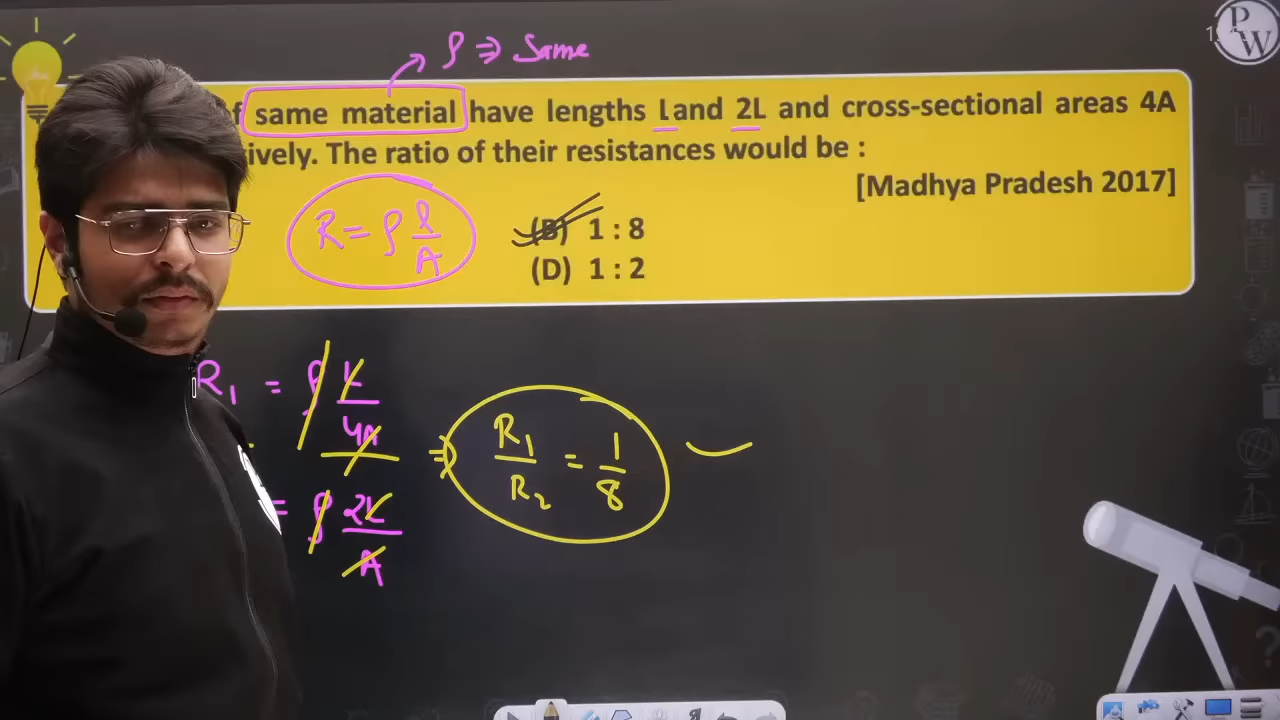 ρ ⇒ Same
same material have lengths L and 2L and cross-sectional areas 4A
The ratio of their resistances would be :
[Madhya Pradesh 2017]
R = ρ l/A
(B) 1 : 8
(D) 1 : 2
R₁ = ρ L/4A
= ρ 2L/A
⇒ R₁/R₂ = 1/8
PW